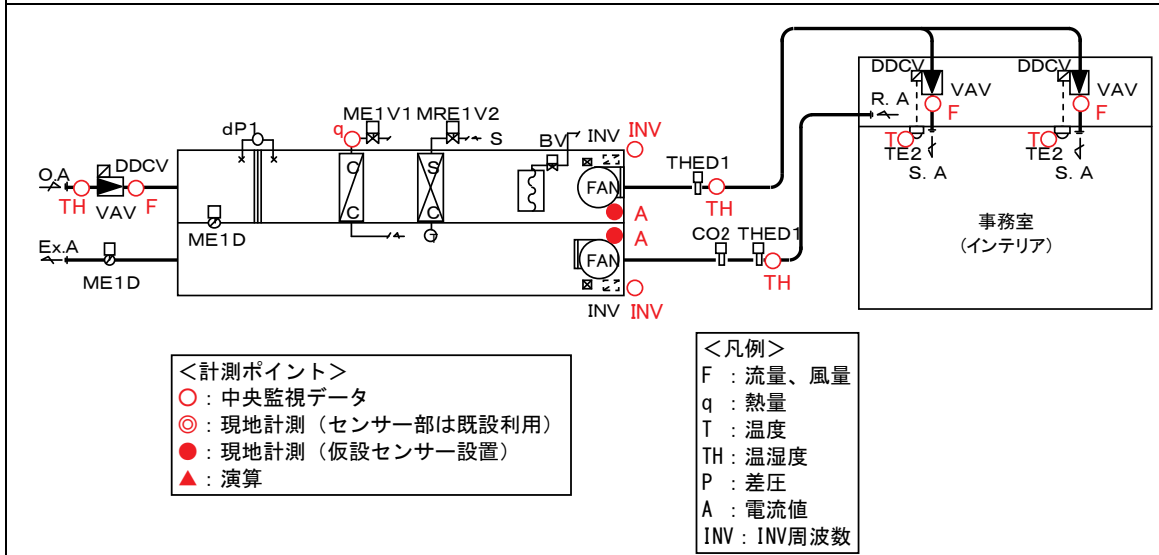 DDCV
DDCV
VAV
VAV
R. A
F
F
T
TE2
T
TE2
S. A
S. A
事務室
(インテリア)
dP1
q
ME1V1
MRE1V2
S
BV
INV
INV
THED1
TH
O.A
DDCV
TH
VAV
F
C
C
S
C
FAN
A
A
ME1D
Ex.A
ME1D
FAN
CO2
THED1
TH
INV
INV
<計測ポイント>
○:中央監視データ
◎:現地計測(センサー部は既設利用)
●:現地計測(仮設センサー設置)
▲:演算
<凡例>
F :流量、風量
q :熱量
T :温度
TH:温湿度
P :差圧
A :電流値
INV:INV周波数